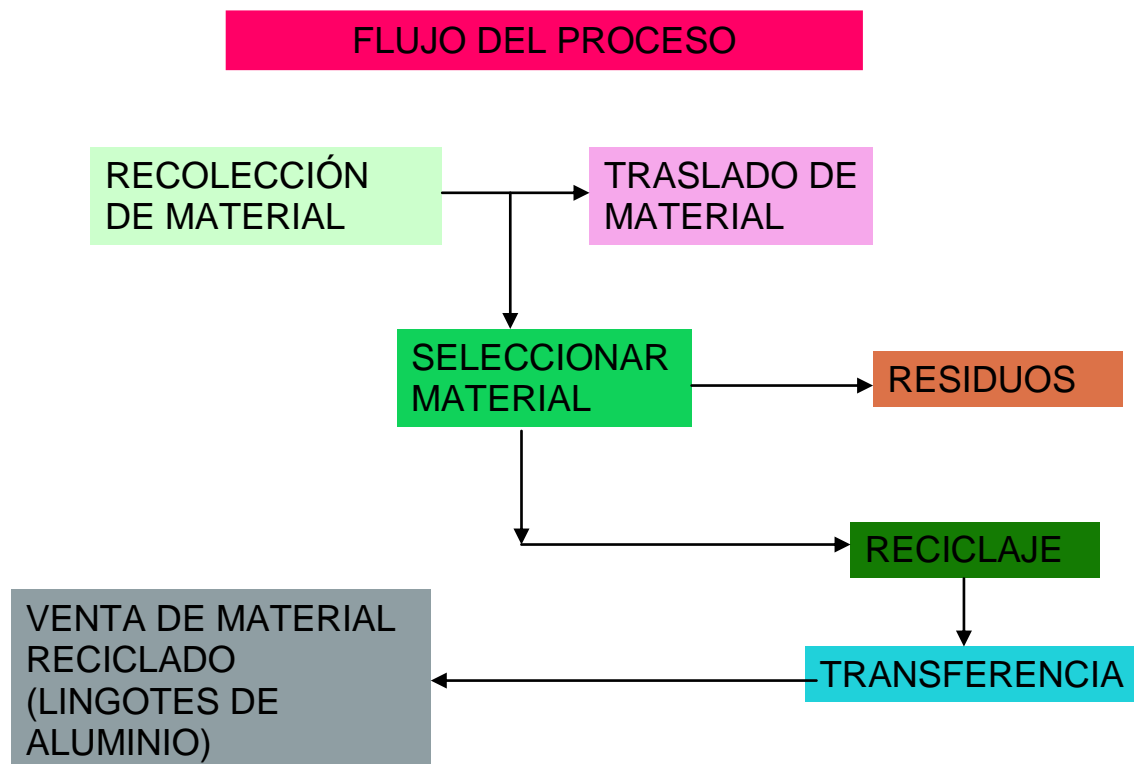 FLUJO DEL PROCESO
RECOLECCIÓN
DE MATERIAL
TRASLADO DE
MATERIAL
SELECCIONAR
MATERIAL
RESIDUOS
RECICLAJE
TRANSFERENCIA
VENTA DE MATERIAL
RECICLADO
(LINGOTES DE
ALUMINIO)